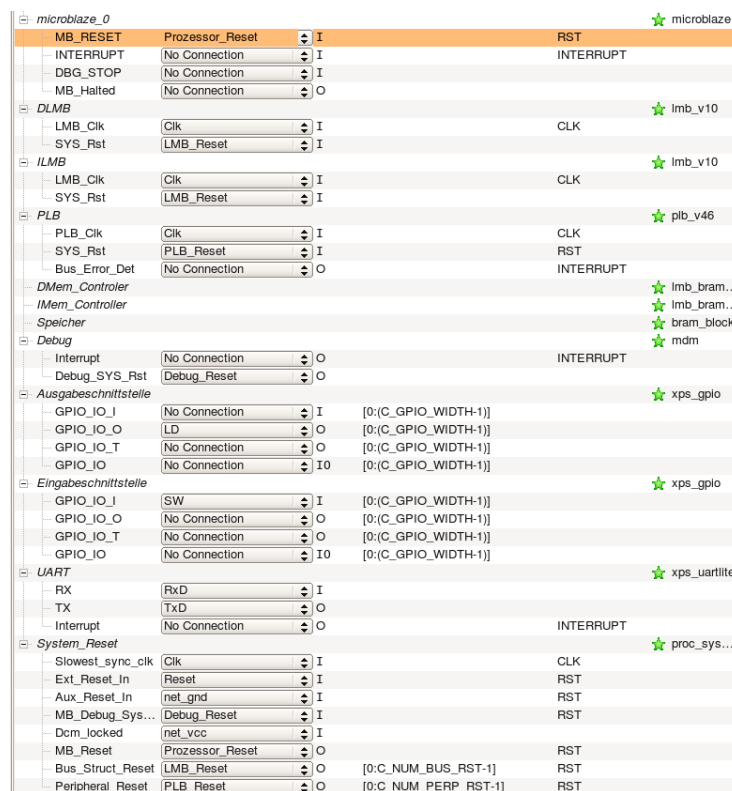 microblaze_0 microblaze
MB_RESET Prozessor_Reset I RST
INTERRUPT No Connection I INTERRUPT
DBG_STOP No Connection I
MB_Halted No Connection O
DLMB lmb_v10
LMB_Clk Clk I CLK
SYS_Rst LMB_Reset I
ILMB lmb_v10
LMB_Clk Clk I CLK
SYS_Rst LMB_Reset I
PLB plb_v46
PLB_Clk Clk I CLK
SYS_Rst PLB_Reset I RST
Bus_Error_Det No Connection O INTERRUPT
DMem_Controler lmb_bram...
IMem_Controller lmb_bram...
Speicher bram_block
Debug mdm
Interrupt No Connection O INTERRUPT
Debug_SYS_Rst Debug_Reset O
Ausgabeschnittstelle xps_gpio
GPIO_IO_I No Connection I [0:(C_GPIO_WIDTH-1)]
GPIO_IO_O LD O [0:(C_GPIO_WIDTH-1)]
GPIO_IO_T No Connection O [0:(C_GPIO_WIDTH-1)]
GPIO_IO No Connection IO [0:(C_GPIO_WIDTH-1)]
Eingabeschnittstelle xps_gpio
GPIO_IO_I SW I [0:(C_GPIO_WIDTH-1)]
GPIO_IO_O No Connection O [0:(C_GPIO_WIDTH-1)]
GPIO_IO_T No Connection O [0:(C_GPIO_WIDTH-1)]
GPIO_IO No Connection IO [0:(C_GPIO_WIDTH-1)]
UART xps_uartlite
RX RxD I
TX TxD O
Interrupt No Connection O INTERRUPT
System_Reset proc_sys...
Slowest_sync_clk Clk I CLK
Ext_Reset_In Reset I RST
Aux_Reset_In net_gnd I RST
MB_Debug_Sys... Debug_Reset I RST
Dcm_locked net_vcc I
MB_Reset Prozessor_Reset O RST
Bus_Struct_Reset LMB_Reset O [0:C_NUM_BUS_RST-1] RST
Peripheral_Reset PLB_Reset O [0:C_NUM_PERP_RST-1] RST